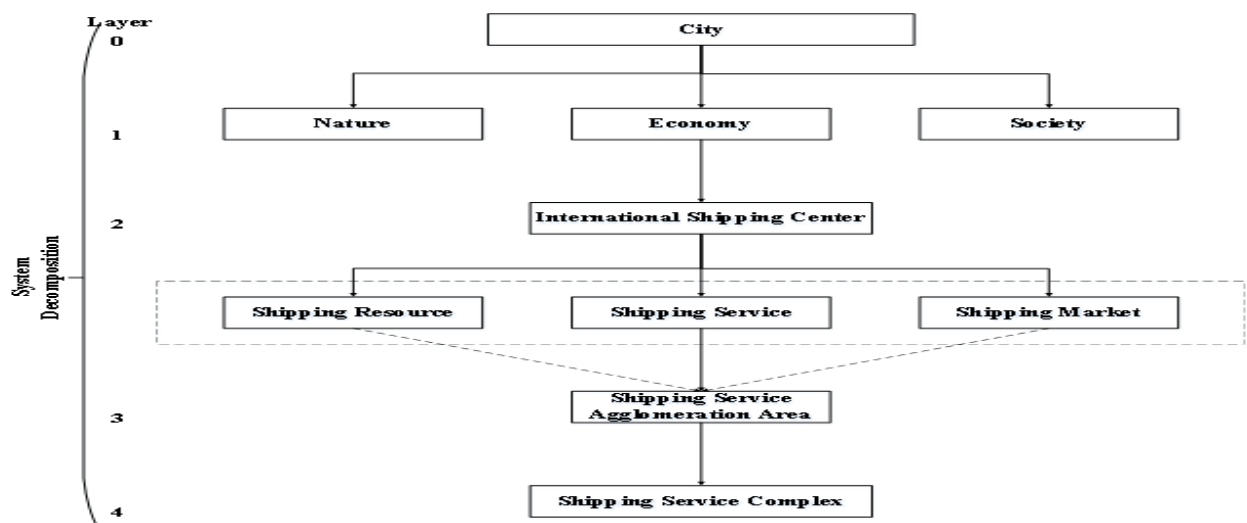 Layer
0
City
Nature
Economy
Society
1
International Shipping Center
2
System
Decomposition
Shipping Resource
Shipping Service
Shipping Market
Shipping Service
Agglomeration Area
3
Shipping Service Complex
4